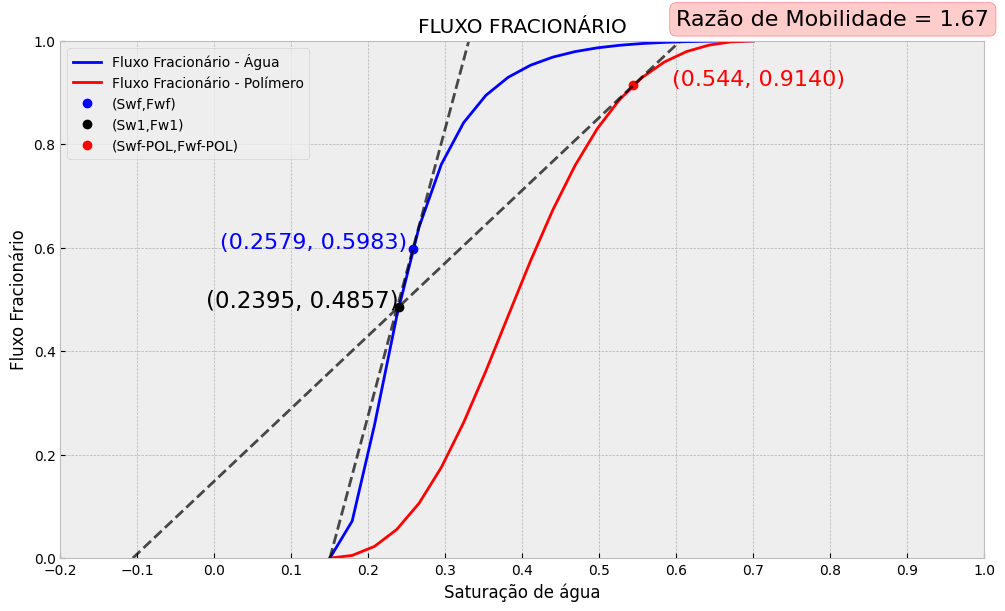 FLUXO FRACIONÁRIO
Razão de Mobilidade = 1.67
Fluxo Fracionário - Água
Fluxo Fracionário - Polímero
(Swf,Fwf)
(Sw1,Fw1)
(Swf-POL,Fwf-POL)
(0.544, 0.9140)
(0.2579, 0.5983)
(0.2395, 0.4857)
Fluxo Fracionário
1.0
0.8
0.6
0.4
0.2
0.0
−0.2 −0.1 0.0 0.1 0.2 0.3 0.4 0.5 0.6 0.7 0.8 0.9 1.0
Saturação de água